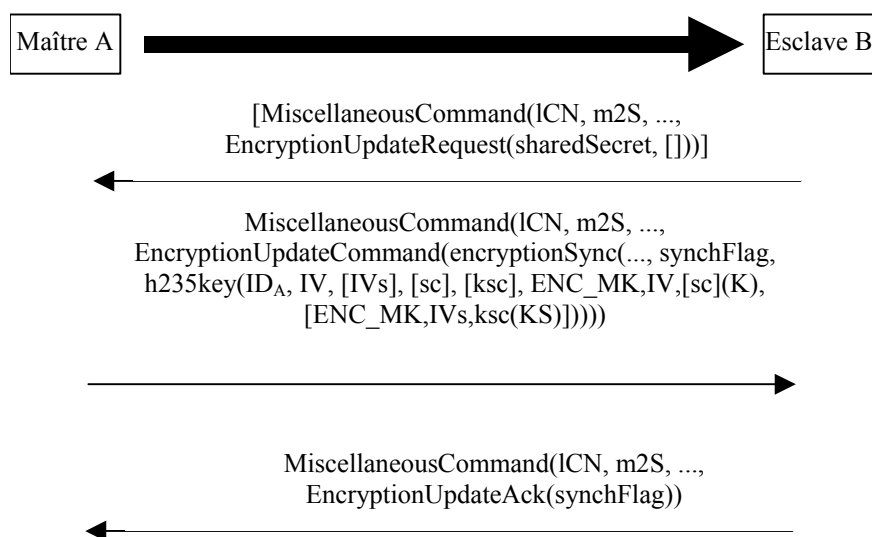 Maître A
Esclave B
[MiscellaneousCommand(lCN, m2S, ...,
EncryptionUpdateRequest(sharedSecret, []))]
MiscellaneousCommand(lCN, m2S, ...,
EncryptionUpdateCommand(encryptionSync(..., synchFlag,
h235key(IDA, IV, [IVs], [sc], [ksc], ENC_MK,IV,[sc](K),
[ENC_MK,IVs,ksc(KS)]))))
MiscellaneousCommand(lCN, m2S, ...,
EncryptionUpdateAck(synchFlag))